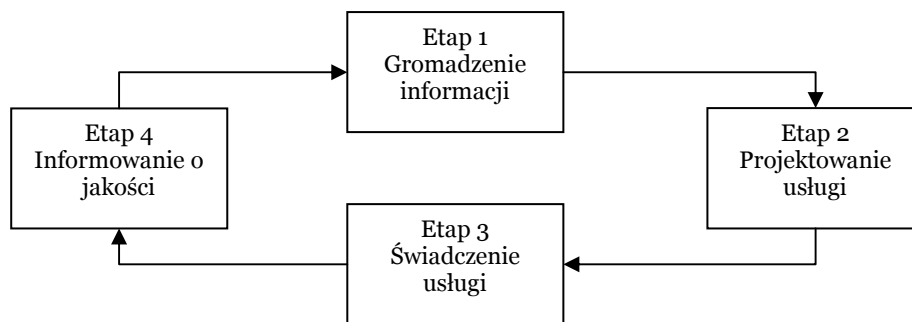 Etap 1
Gromadzenie
informacji
Etap 2
Projektowanie
usługi
Etap 3
Świadczenie
usługi
Etap 4
Informowanie o
jakości